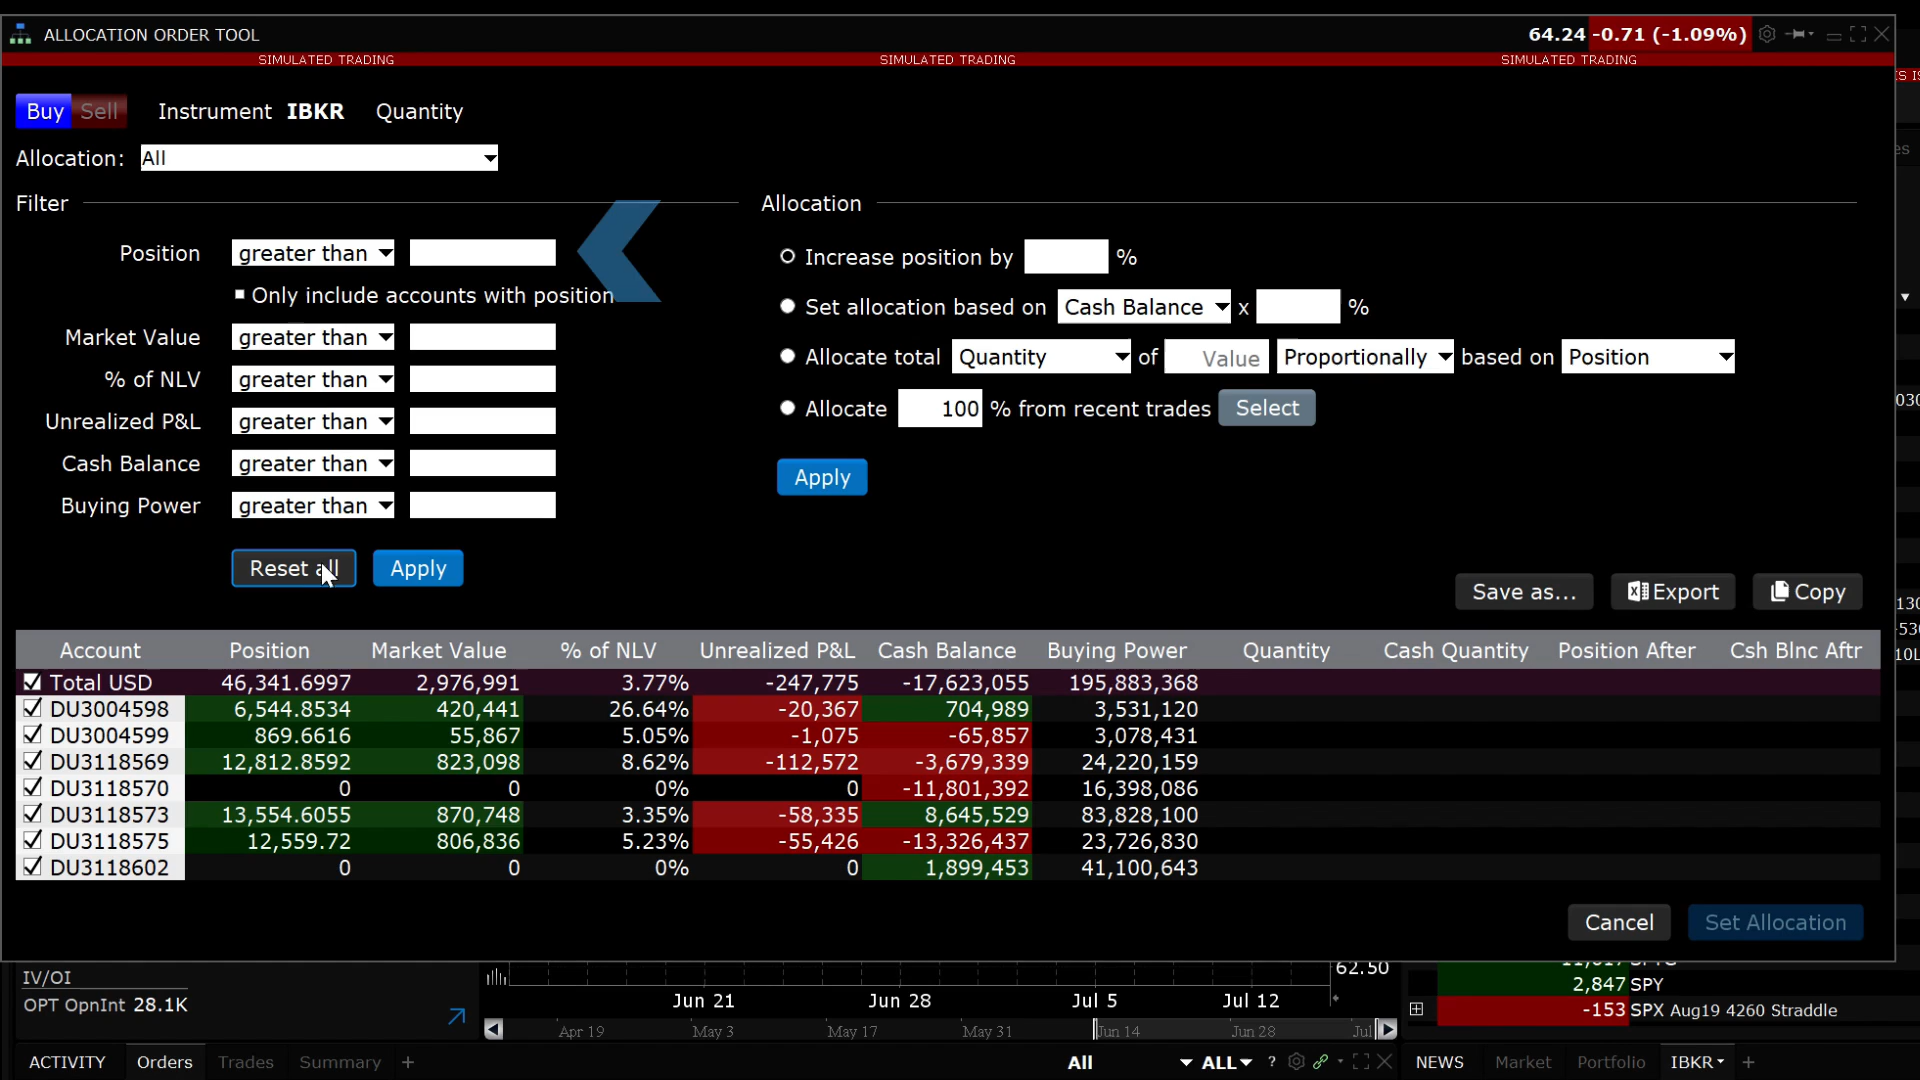 ALLOCATION ORDER TOOL
64.24 -0.71 (-1.09%)
SIMULATED TRADING SIMULATED TRADING SIMULATED TRADING
Buy Sell Instrument IBKR Quantity
Allocation: All
Filter
Position greater than
Only include accounts with position
Market Value greater than
% of NLV greater than
Unrealized P&L greater than
Cash Balance greater than
Buying Power greater than
Reset all Apply
Allocation
Increase position by %
Set allocation based on Cash Balance x %
Allocate total Quantity of Value Proportionally based on Position
Allocate 100 % from recent trades Select
Apply
Save as... Export Copy
Account Position Market Value % of NLV Unrealized P&L Cash Balance Buying Power Quantity Cash Quantity Position After Csh Blnc Aftr
Total USD 46,341.6997 2,976,991 3.77% -247,775 -17,623,055 195,883,368
DU3004598 6,544.8534 420,441 26.64% -20,367 704,989 3,531,120
DU3004599 869.6616 55,867 5.05% -1,075 -65,857 3,078,431
DU3118569 12,812.8592 823,098 8.62% -112,572 -3,679,339 24,220,159
DU3118570 0 0 0% 0 -11,801,392 16,398,086
DU3118573 13,554.6055 870,748 3.35% -58,335 8,645,529 83,828,100
DU3118575 12,559.72 806,836 5.23% -55,426 -13,326,437 23,726,830
DU3118602 0 0 0% 0 1,899,453 41,100,643
Cancel Set Allocation
IV/OI
OPT OpnInt 28.1K
62.50
Jun 21 Jun 28 Jul 5 Jul 12
Apr 19 May 3 May 17 May 31 Jun 14 Jun 28 Jul
2,847 SPY
-153 SPX Aug19 4260 Straddle
ACTIVITY Orders Trades Summary +
All ALL ?
NEWS Market Portfolio IBKR +